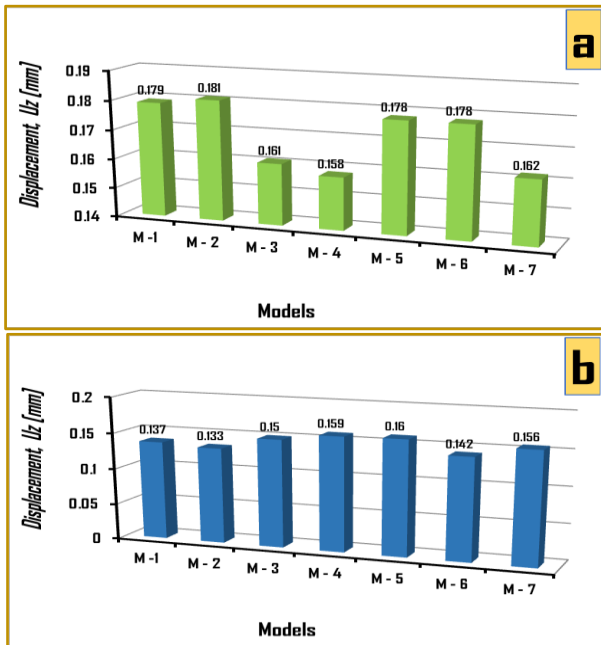 a
Displacement, Uz [mm]
0.19
0.18
0.17
0.16
0.15
0.14
0.179
0.181
0.161
0.158
0.178
0.178
0.162
M -1
M - 2
M - 3
M - 4
M - 5
M - 6
M - 7
Models
b
Displacement, Uz [mm]
0.2
0.15
0.1
0.05
0
0.137
0.133
0.15
0.159
0.16
0.142
0.156
M -1
M - 2
M - 3
M - 4
M - 5
M - 6
M - 7
Models